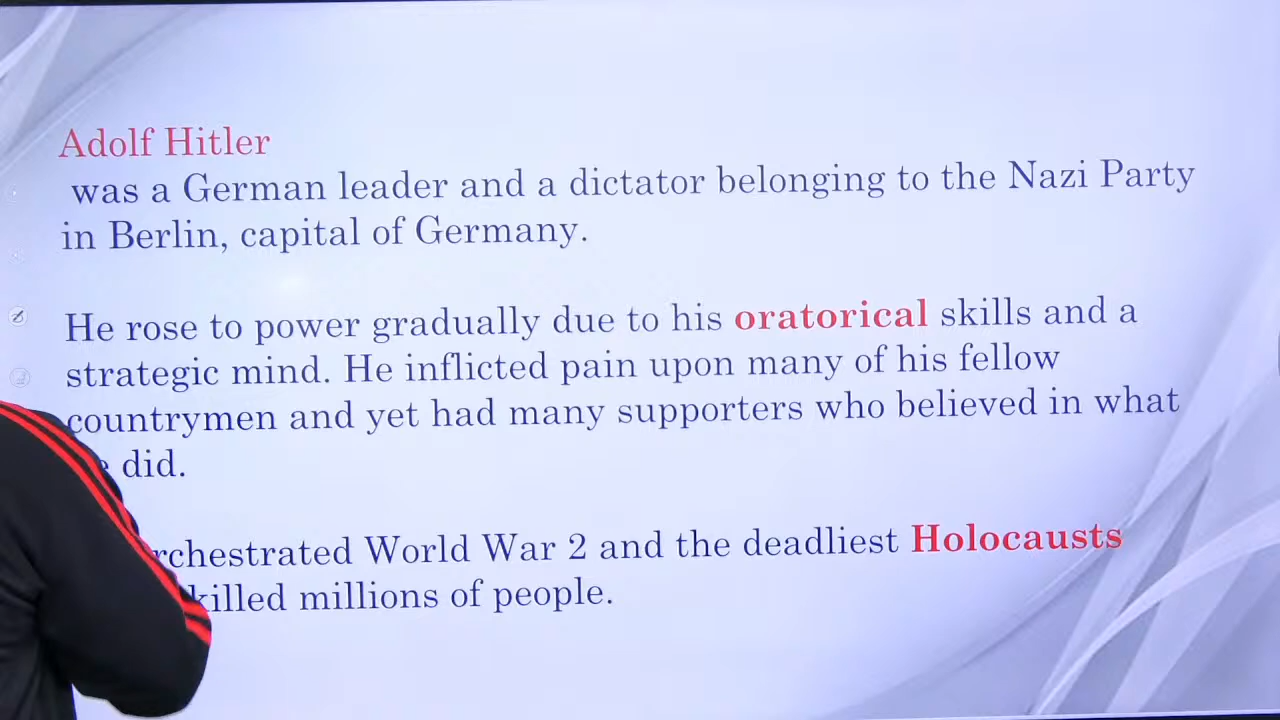 Adolf Hitler
was a German leader and a dictator belonging to the Nazi Party
in Berlin, capital of Germany.
He rose to power gradually due to his oratorical skills and a
strategic mind. He inflicted pain upon many of his fellow
countrymen and yet had many supporters who believed in what
did.
rchestrated World War 2 and the deadliest Holocausts
killed millions of people.